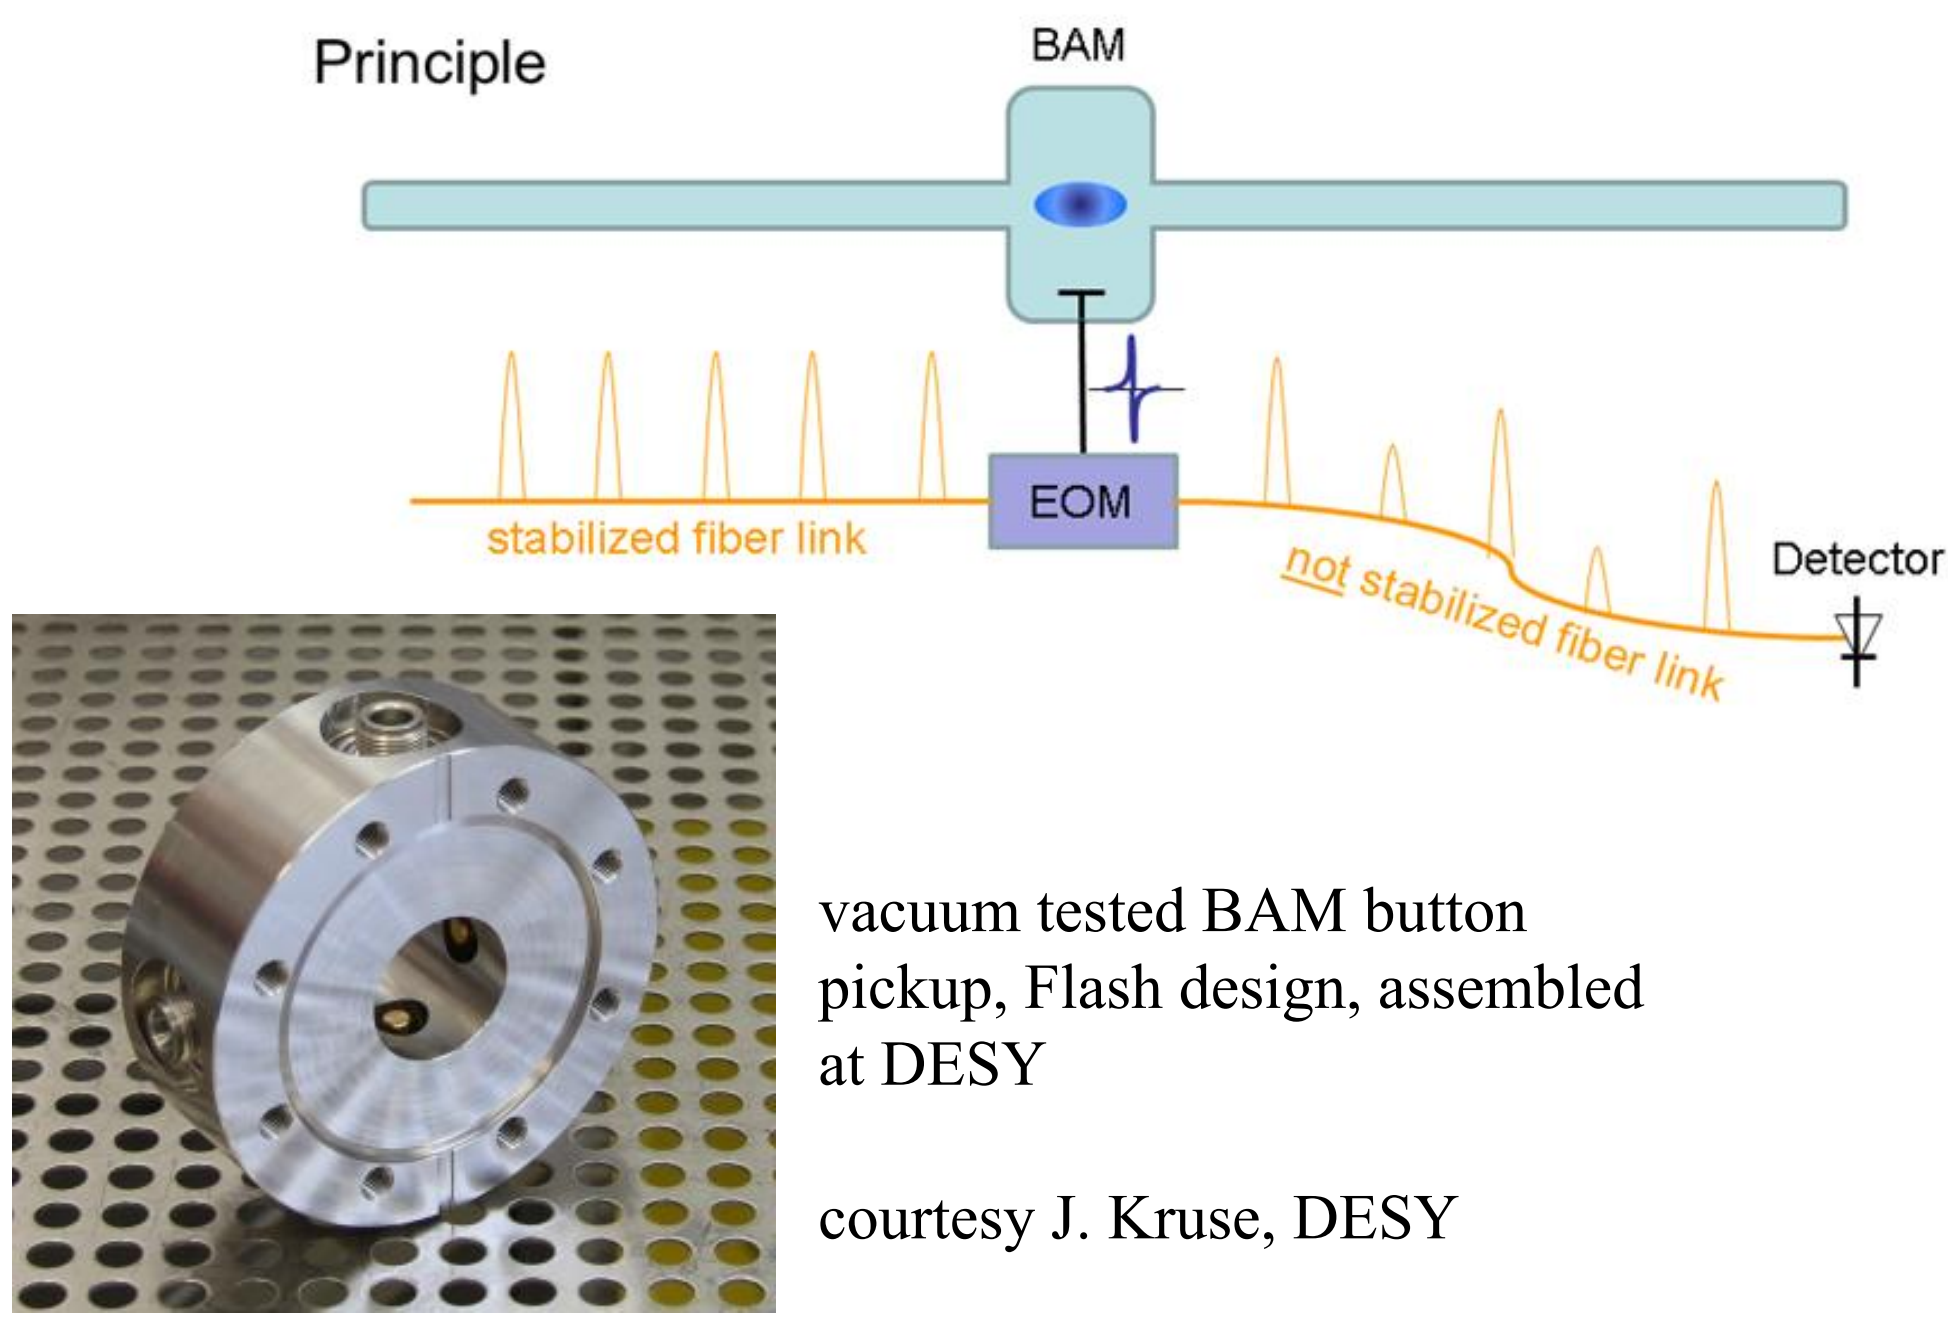 Principle
BAM
EOM
stabilized fiber link
not stabilized fiber link
Detector
vacuum tested BAM button
pickup, Flash design, assembled
at DESY
courtesy J. Kruse, DESY